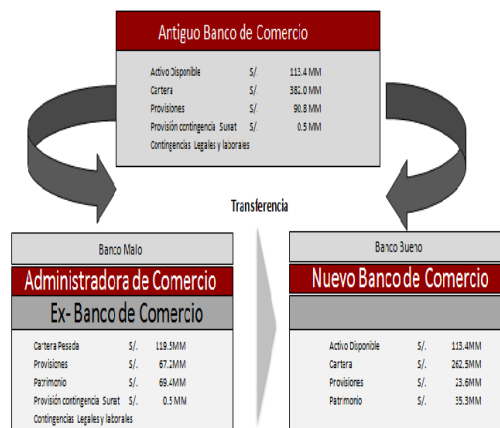 Antiguo Banco de Comercio
Activo Disponible S/. 113.4 MM
Cartera S/. 382.0 MM
Provisiones S/. 90.8 MM
Provisión contingencia Sunat S/. 0.5 MM
Contingencias Legales y laborales
Transferencia
Banco Malo
Administradora de Comercio
Ex- Banco de Comercio
Cartera Pesada S/. 119.5MM
Provisiones S/. 67.2MM
Patrimonio S/. 69.4MM
Provisión contingencia Sunat S/. 0.5 MM
Contingencias Legales y laborales
Banco Bueno
Nuevo Banco de Comercio
Activo Disponible S/. 113.4MM
Cartera S/. 262.5MM
Provisiones S/. 23.6MM
Patrimonio S/. 35.3MM